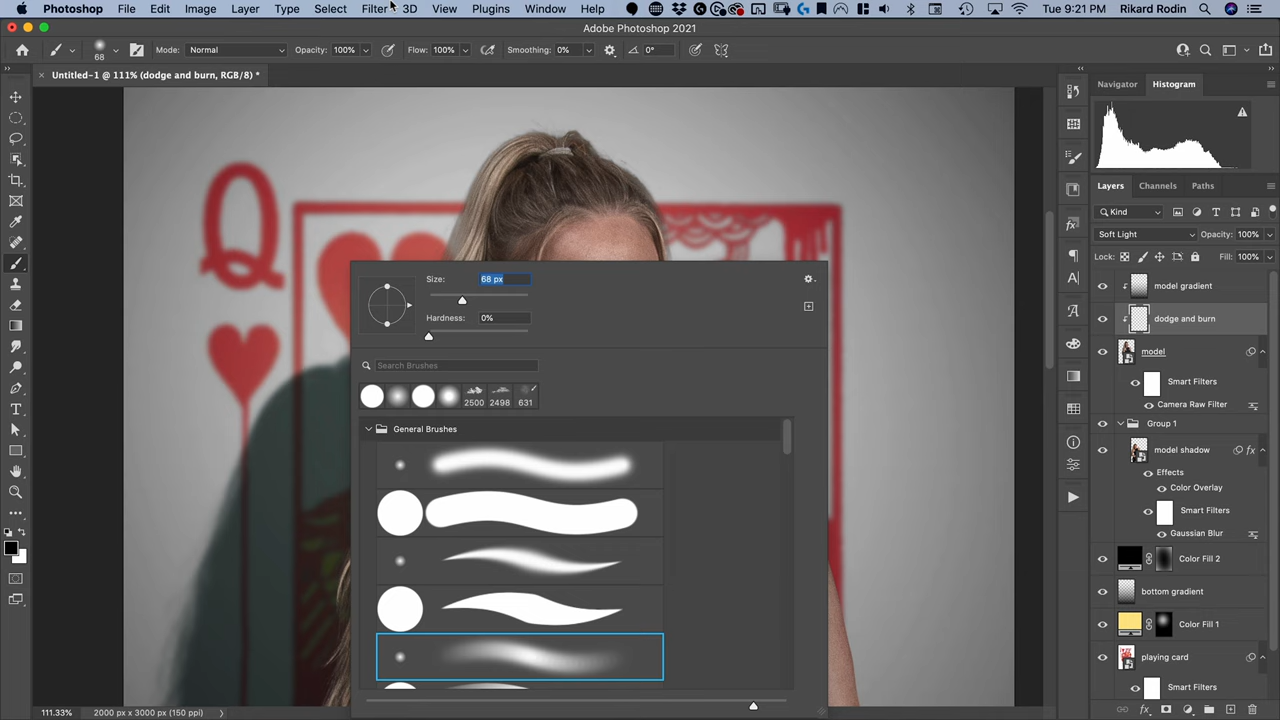 Photoshop File Edit Image Layer Type Select Filter 3D View Plugins Window Help Tue 9:21 PM Rikard Rodin
Adobe Photoshop 2021
68 Mode: Normal Opacity: 100% Flow: 100% Smoothing: 0% 0°
× Untitled-1 @ 111% (dodge and burn, RGB/8) *
Navigator Histogram
Q
Layers Channels Paths
Kind
Soft Light Opacity: 100%
Lock: Fill: 100%
model gradient
dodge and burn
model
Smart Filters
Camera Raw Filter
Group 1
model shadow
Effects
Color Overlay
Smart Filters
Gaussian Blur
Color Fill 2
bottom gradient
Color Fill 1
playing card
Smart Filters
Size: 68 px
Hardness: 0%
Search Brushes
2500 2498 631
General Brushes
111.33% 2000 px x 3000 px (150 ppi)